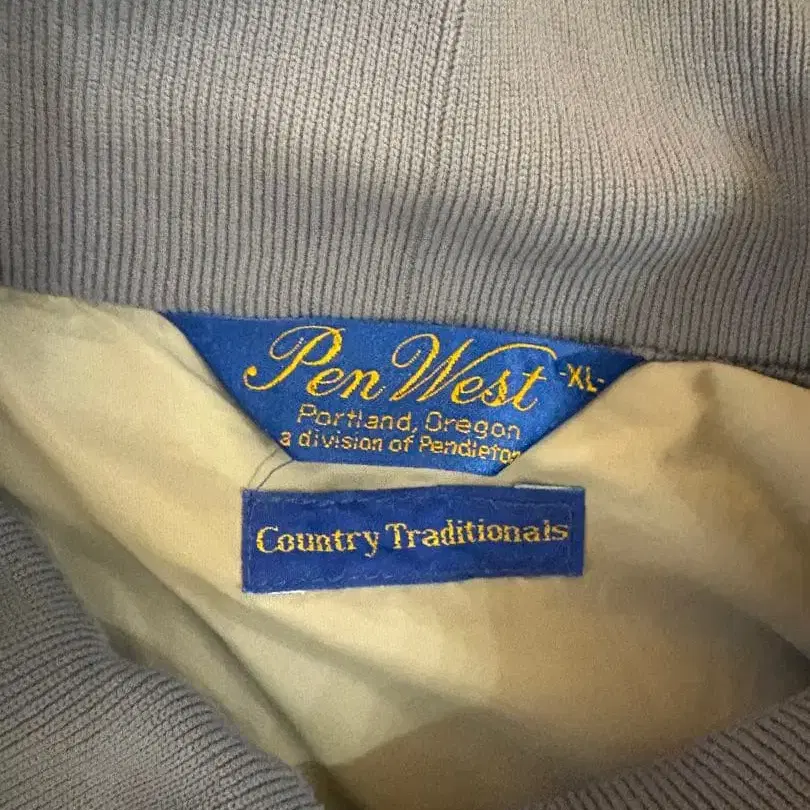 Pen West -XL-
Portland, Oregon
a division of Pendleton
Country Traditionals